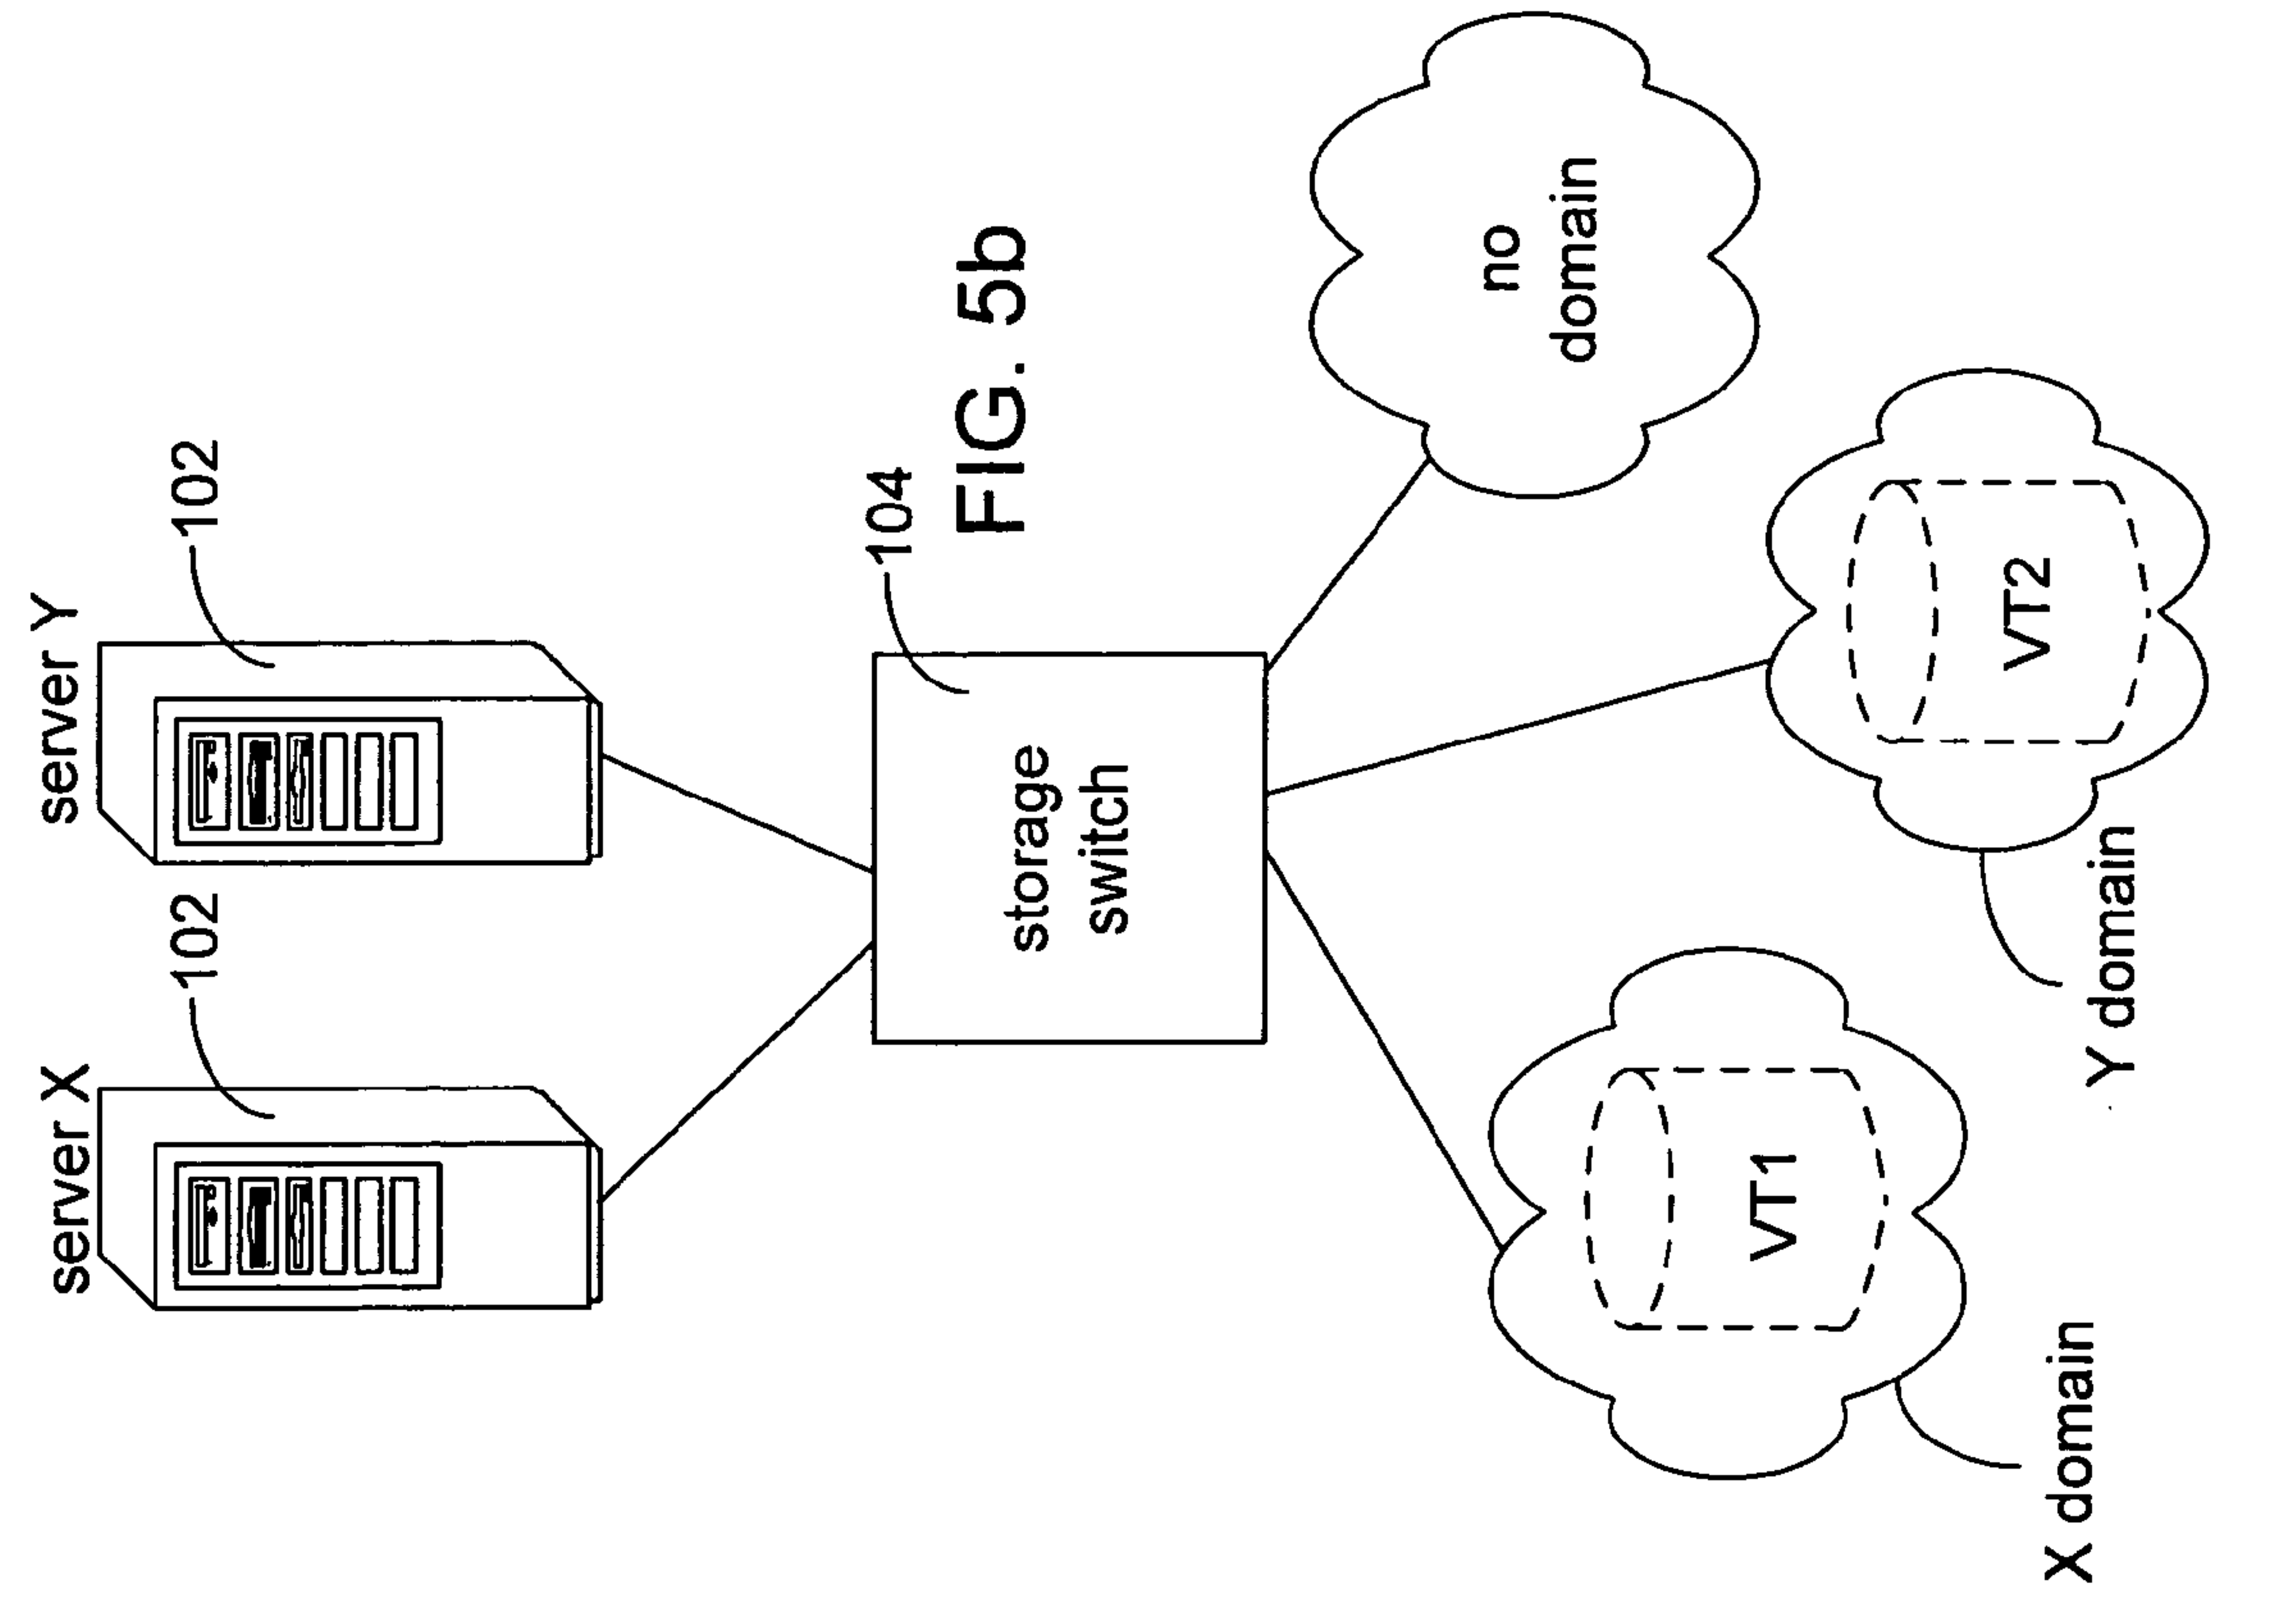 server X
102
server Y
102
104
storage
switch
FIG. 5b
VT1
X domain
VT2
Y domain
no
domain